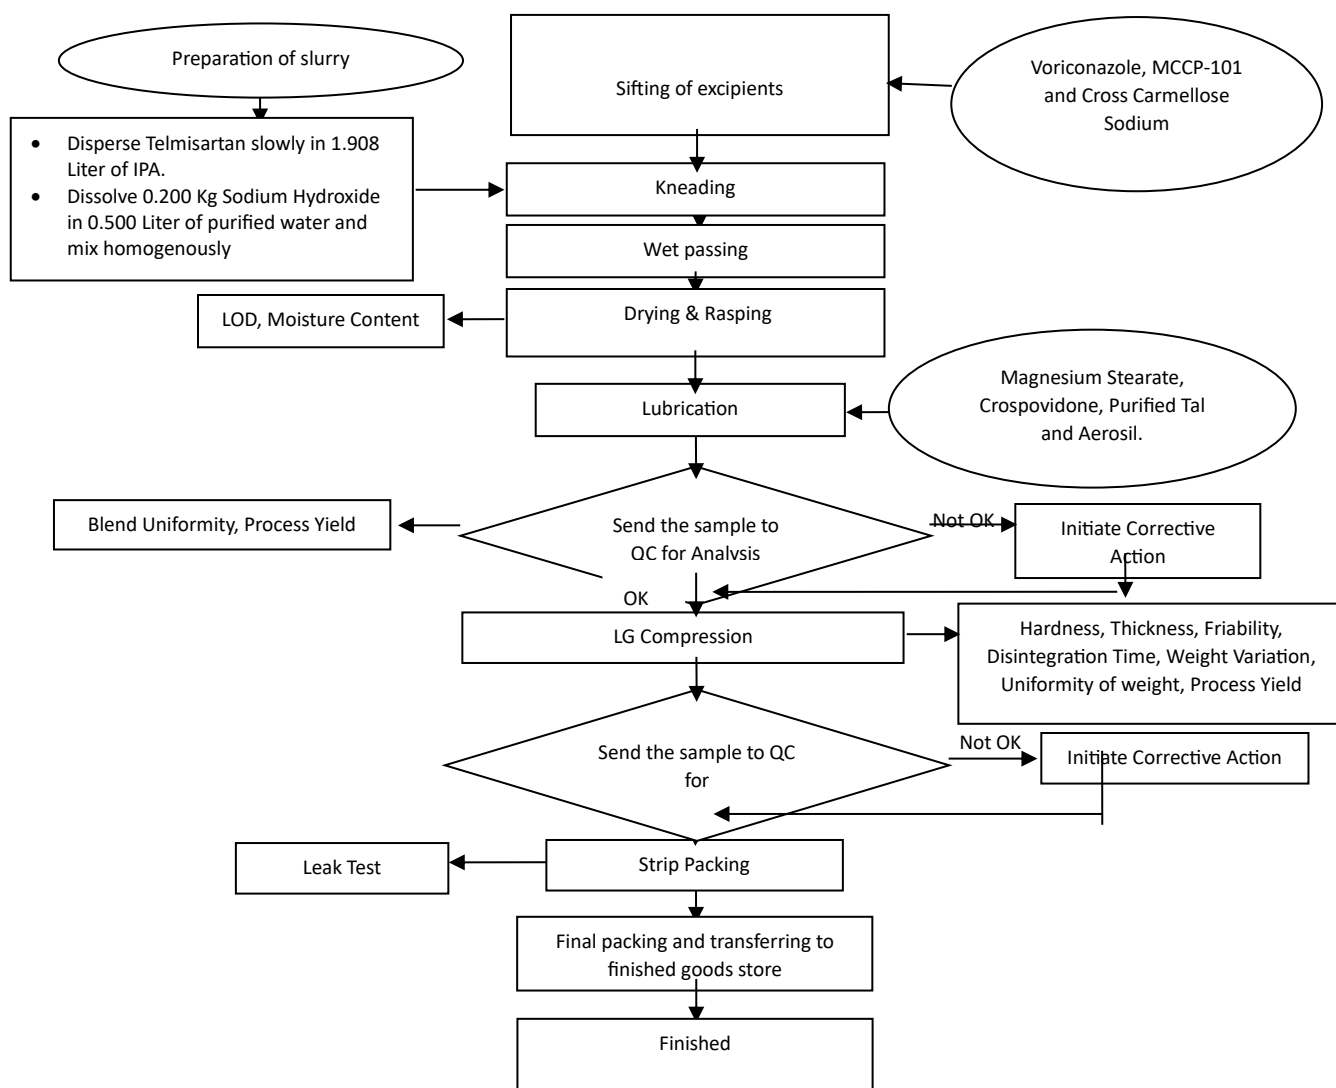 Preparation of slurry
Sifting of excipients
Voriconazole, MCCP-101
and Cross Carmellose
Sodium
• Disperse Telmisartan slowly in 1.908
Liter of IPA.
• Dissolve 0.200 Kg Sodium Hydroxide
in 0.500 Liter of purified water and
mix homogenously
Kneading
Wet passing
Drying & Rasping
LOD, Moisture Content
Lubrication
Magnesium Stearate,
Crospovidone, Purified Tal
and Aerosil.
Send the sample to
QC for Analysis
Blend Uniformity, Process Yield
Not OK
Initiate Corrective
Action
OK
LG Compression
Hardness, Thickness, Friability,
Disintegration Time, Weight Variation,
Uniformity of weight, Process Yield
Send the sample to QC
for
Not OK
Initiate Corrective Action
Strip Packing
Leak Test
Final packing and transferring to
finished goods store
Finished